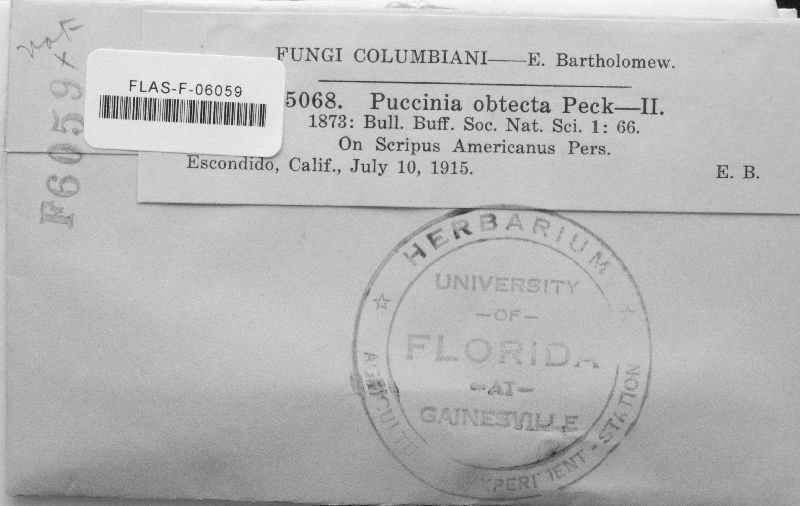 FUNGI COLUMBIANI——E. Bartholomew.
5068. Puccinia obtecta Peck—II.
1873: Bull. Buff. Soc. Nat. Sci. 1: 66.
On Scripus Americanus Pers.
Escondido, Calif., July 10, 1915. E. B.
FLAS-F-06059
F6059
HERBARIUM
UNIVERSITY
-OF-
FLORIDA
-AT-
GAINESVILLE
STATION